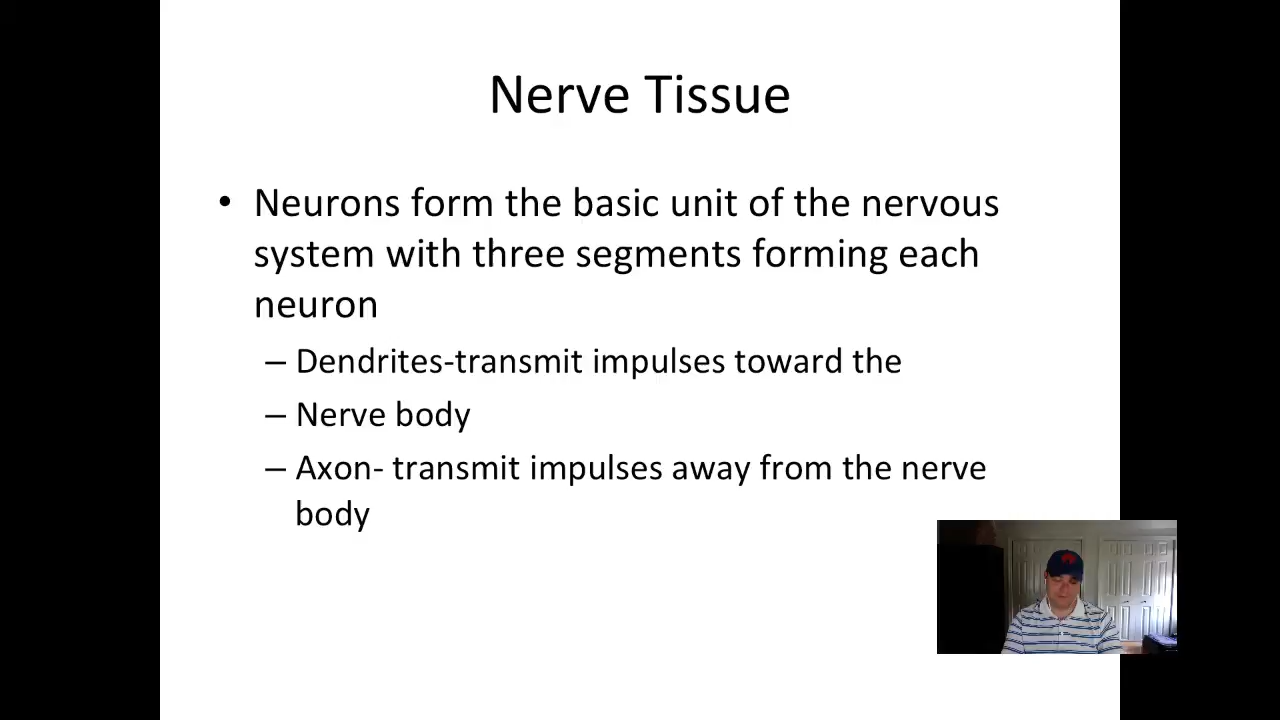 Nerve Tissue
• Neurons form the basic unit of the nervous
system with three segments forming each
neuron
– Dendrites-transmit impulses toward the
– Nerve body
– Axon- transmit impulses away from the nerve
body